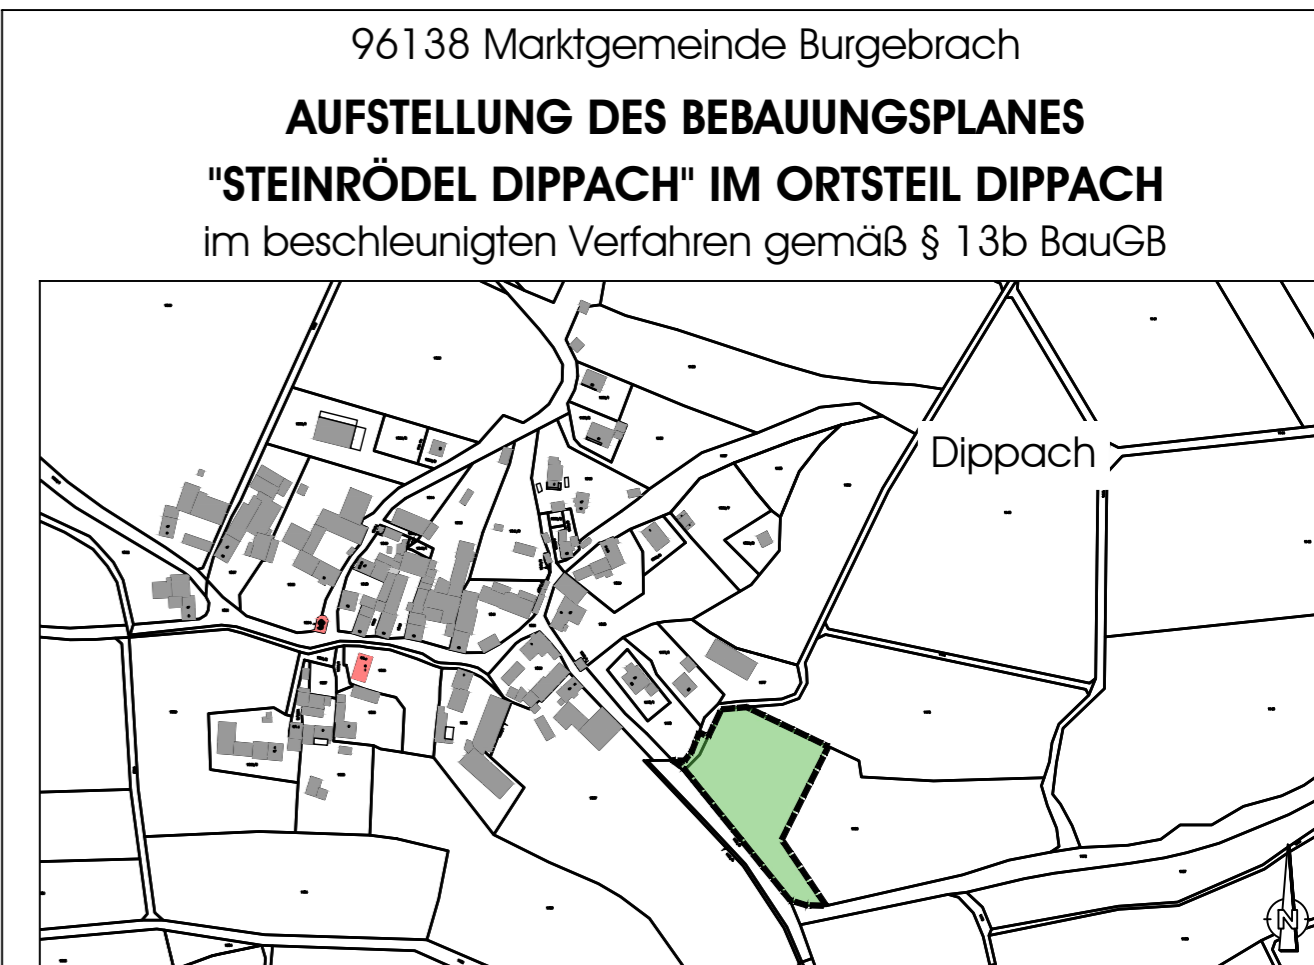 96138 Marktgemeinde Burgebrach
AUFSTELLUNG DES BEBAUUNGSPLANES
"STEINRÖDEL DIPPACH" IM ORTSTEIL DIPPACH
im beschleunigten Verfahren gemäß § 13b BauGB
Dippach
N